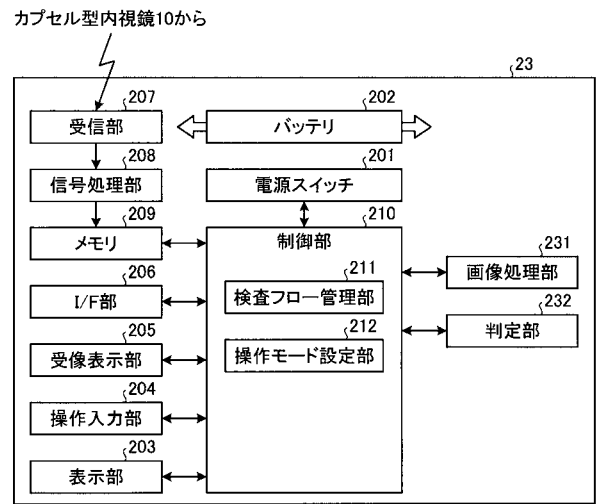 カプセル型内視鏡10から
23
207
受信部
202
バッテリ
208
信号処理部
201
電源スイッチ
209
メモリ
210
制御部
231
画像処理部
206
I/F部
211
検査フロー管理部
232
判定部
205
受像表示部
212
操作モード設定部
204
操作入力部
203
表示部